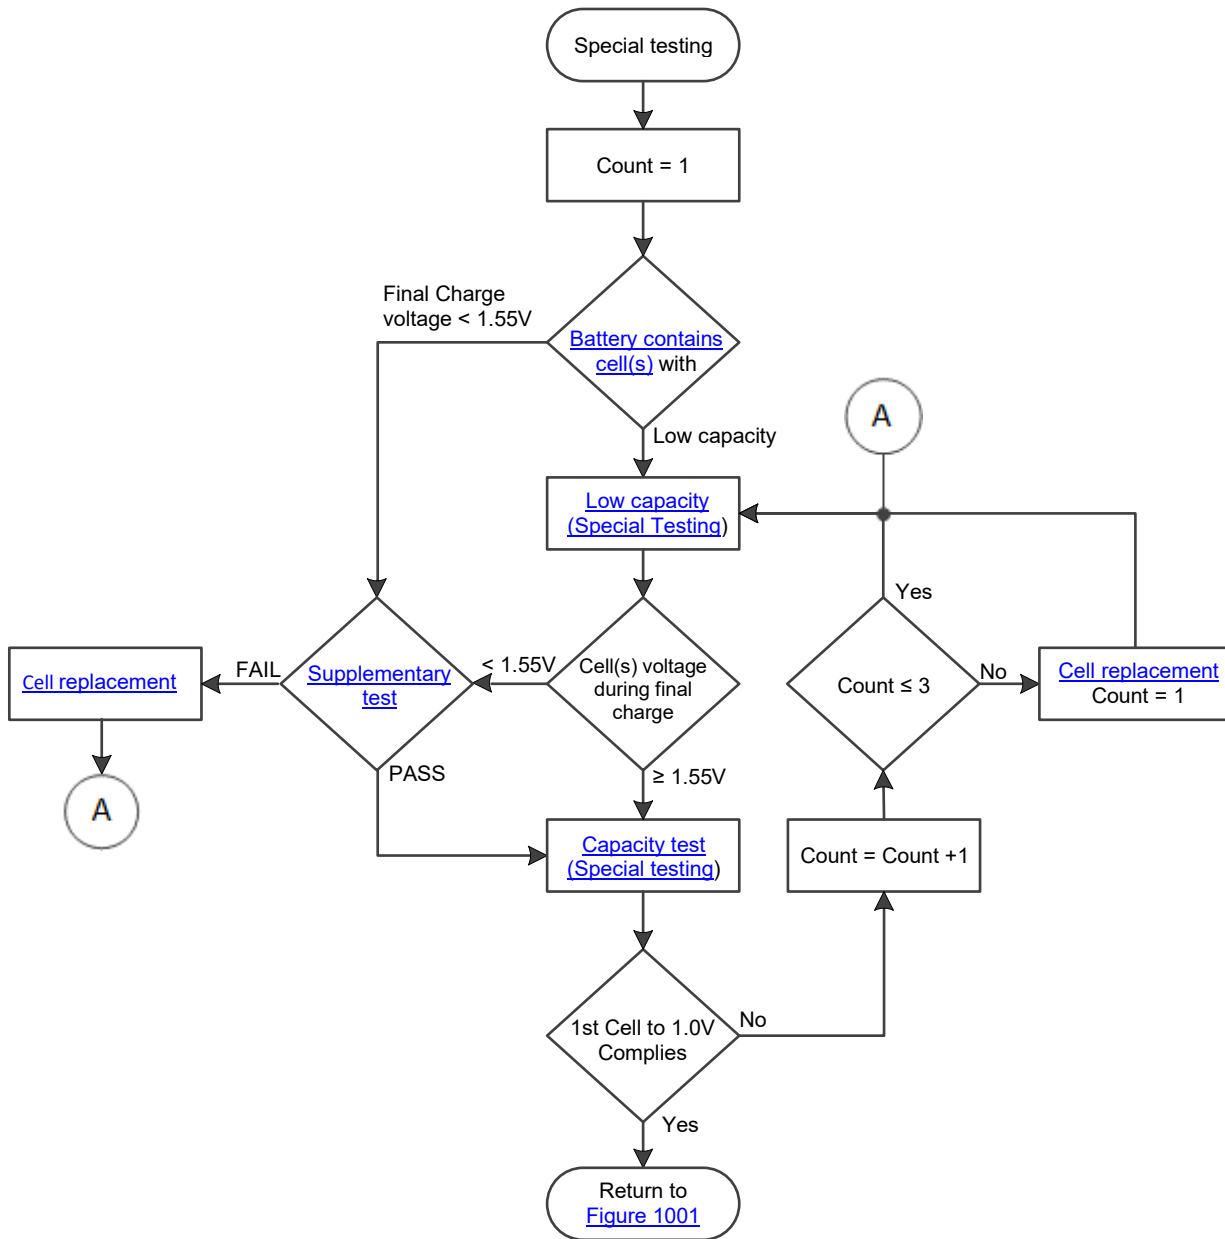 Special testing
Count = 1
Final Charge
voltage < 1.55V
Battery contains
cell(s) with
Low capacity
A
Low capacity
(Special Testing)
Yes
Cell replacement
FAIL
Supplementary
test
< 1.55V
Cell(s) voltage
during final
charge
Count ≤ 3
No
Cell replacement
Count = 1
PASS
≥ 1.55V
A
Capacity test
(Special testing)
Count = Count +1
1st Cell to 1.0V
Complies
No
Yes
Return to
Figure 1001